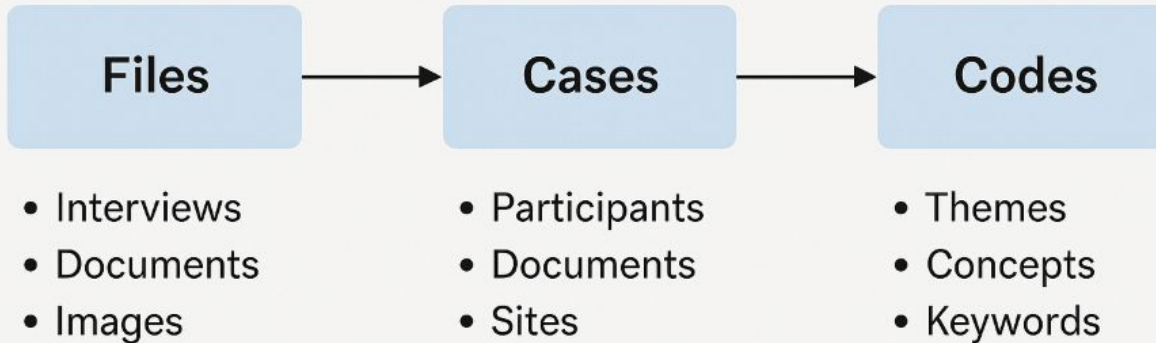 Files
Cases
Codes
• Interviews
• Documents
• Images
• Participants
• Documents
• Sites
• Themes
• Concepts
• Keywords